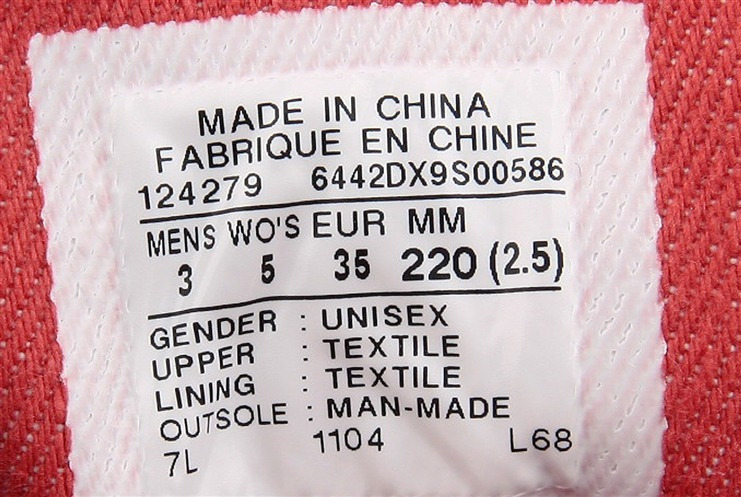 MADE IN CHINA
FABRIQUE EN CHINE
124279 6442DX9S00586
MENS WO'S EUR MM
3 5 35 220 (2.5)
GENDER : UNISEX
UPPER : TEXTILE
LINING : TEXTILE
OUTSOLE : MAN-MADE
7L 1104 L68